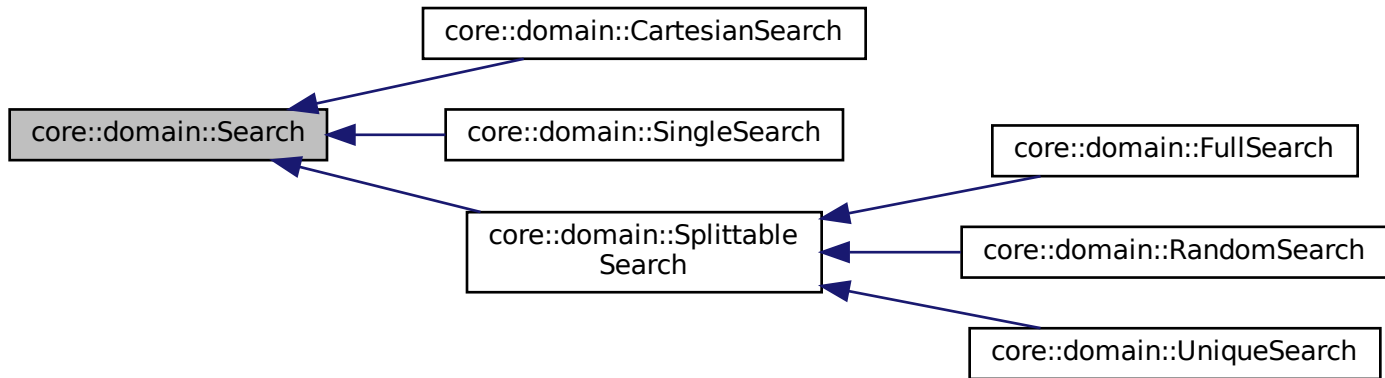 core::domain::CartesianSearch
core::domain::Search
core::domain::SingleSearch
core::domain::FullSearch
core::domain::Splittable
Search
core::domain::RandomSearch
core::domain::UniqueSearch